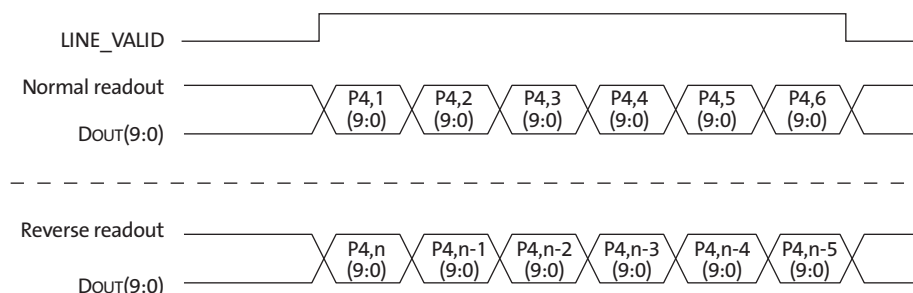 LINE_VALID
Normal readout
P4,1 P4,2 P4,3 P4,4 P4,5 P4,6
(9:0) (9:0) (9:0) (9:0) (9:0) (9:0)
DOUT(9:0)
Reverse readout
P4,n P4,n-1 P4,n-2 P4,n-3 P4,n-4 P4,n-5
(9:0) (9:0) (9:0) (9:0) (9:0) (9:0)
DOUT(9:0)